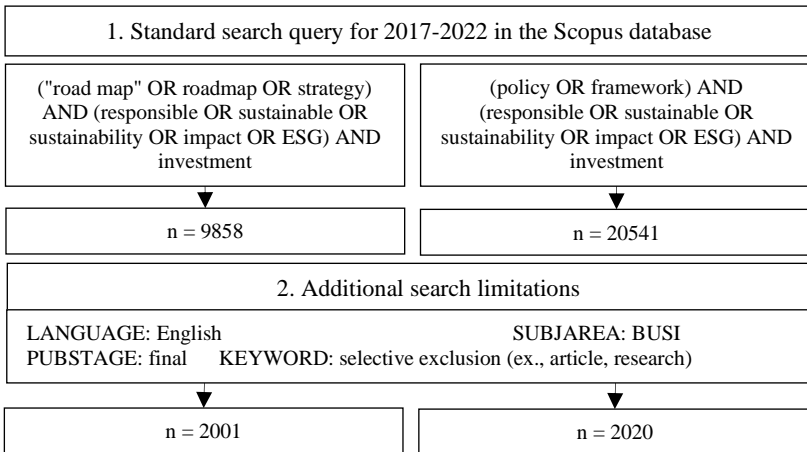 1. Standard search query for 2017-2022 in the Scopus database
("road map" OR roadmap OR strategy)
AND (responsible OR sustainable OR
sustainability OR impact OR ESG) AND
investment
(policy OR framework) AND
(responsible OR sustainable OR
sustainability OR impact OR ESG) AND
investment
n = 9858
n = 20541
2. Additional search limitations
LANGUAGE: English SUBJAREA: BUSI
PUBSTAGE: final KEYWORD: selective exclusion (ex., article, research)
n = 2001
n = 2020